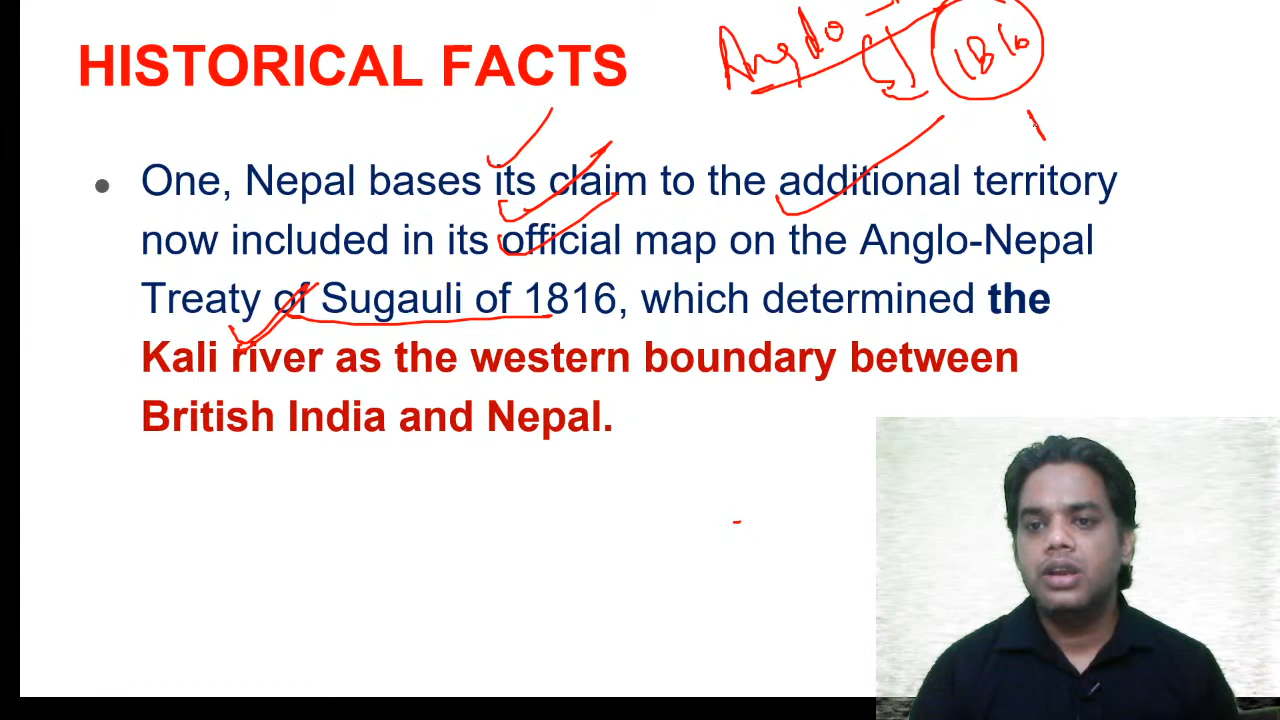 HISTORICAL FACTS
Anglo
1816
• One, Nepal bases its claim to the additional territory
now included in its official map on the Anglo-Nepal
Treaty of Sugauli of 1816, which determined the
Kali river as the western boundary between
British India and Nepal.